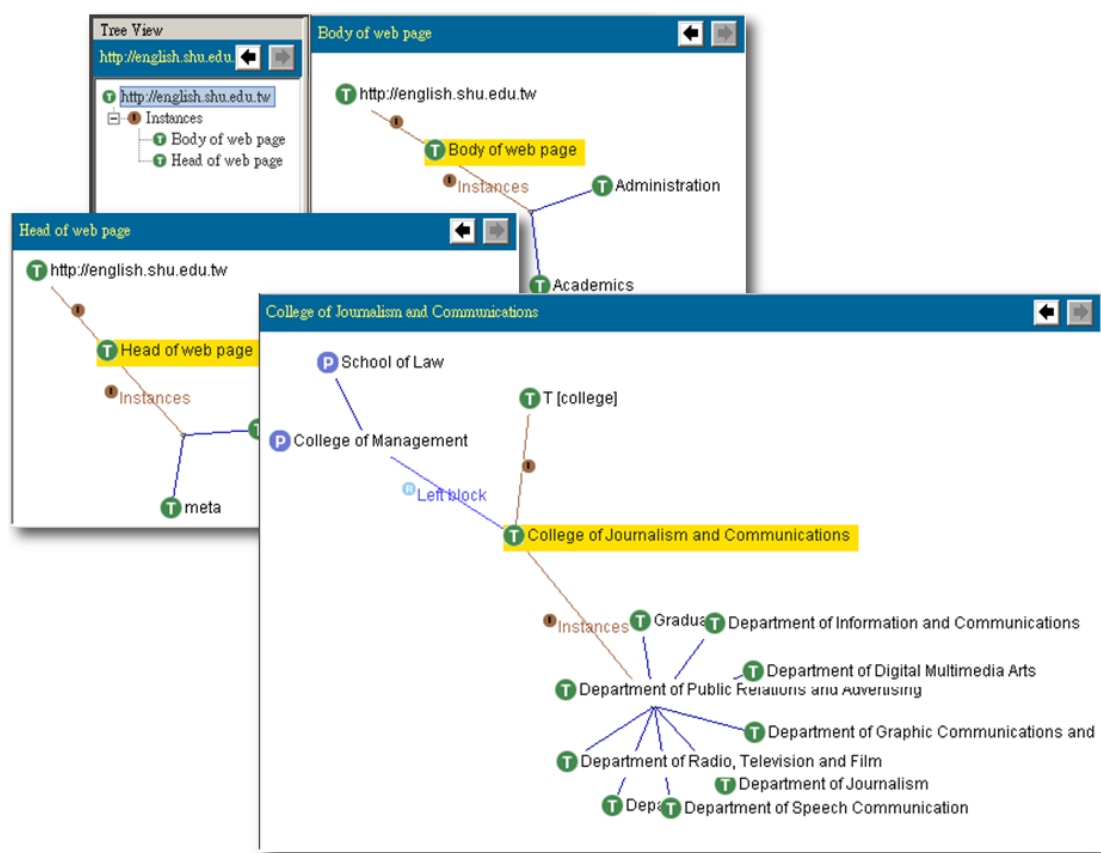 Tree View
http://english.shu.edu.
http://english.shu.edu.tw
Instances
Body of web page
Head of web page
Body of web page
http://english.shu.edu.tw
Body of web page
Instances
Administration
Academics
Head of web page
http://english.shu.edu.tw
Head of web page
Instances
meta
College of Journalism and Communications
School of Law
T [college]
College of Management
Left block
College of Journalism and Communications
Instances
Department of Information and Communications
Department of Digital Multimedia Arts
Department of Public Relations and Advertising
Department of Graphic Communications and
Department of Radio, Television and Film
Department of Journalism
Department of Speech Communication